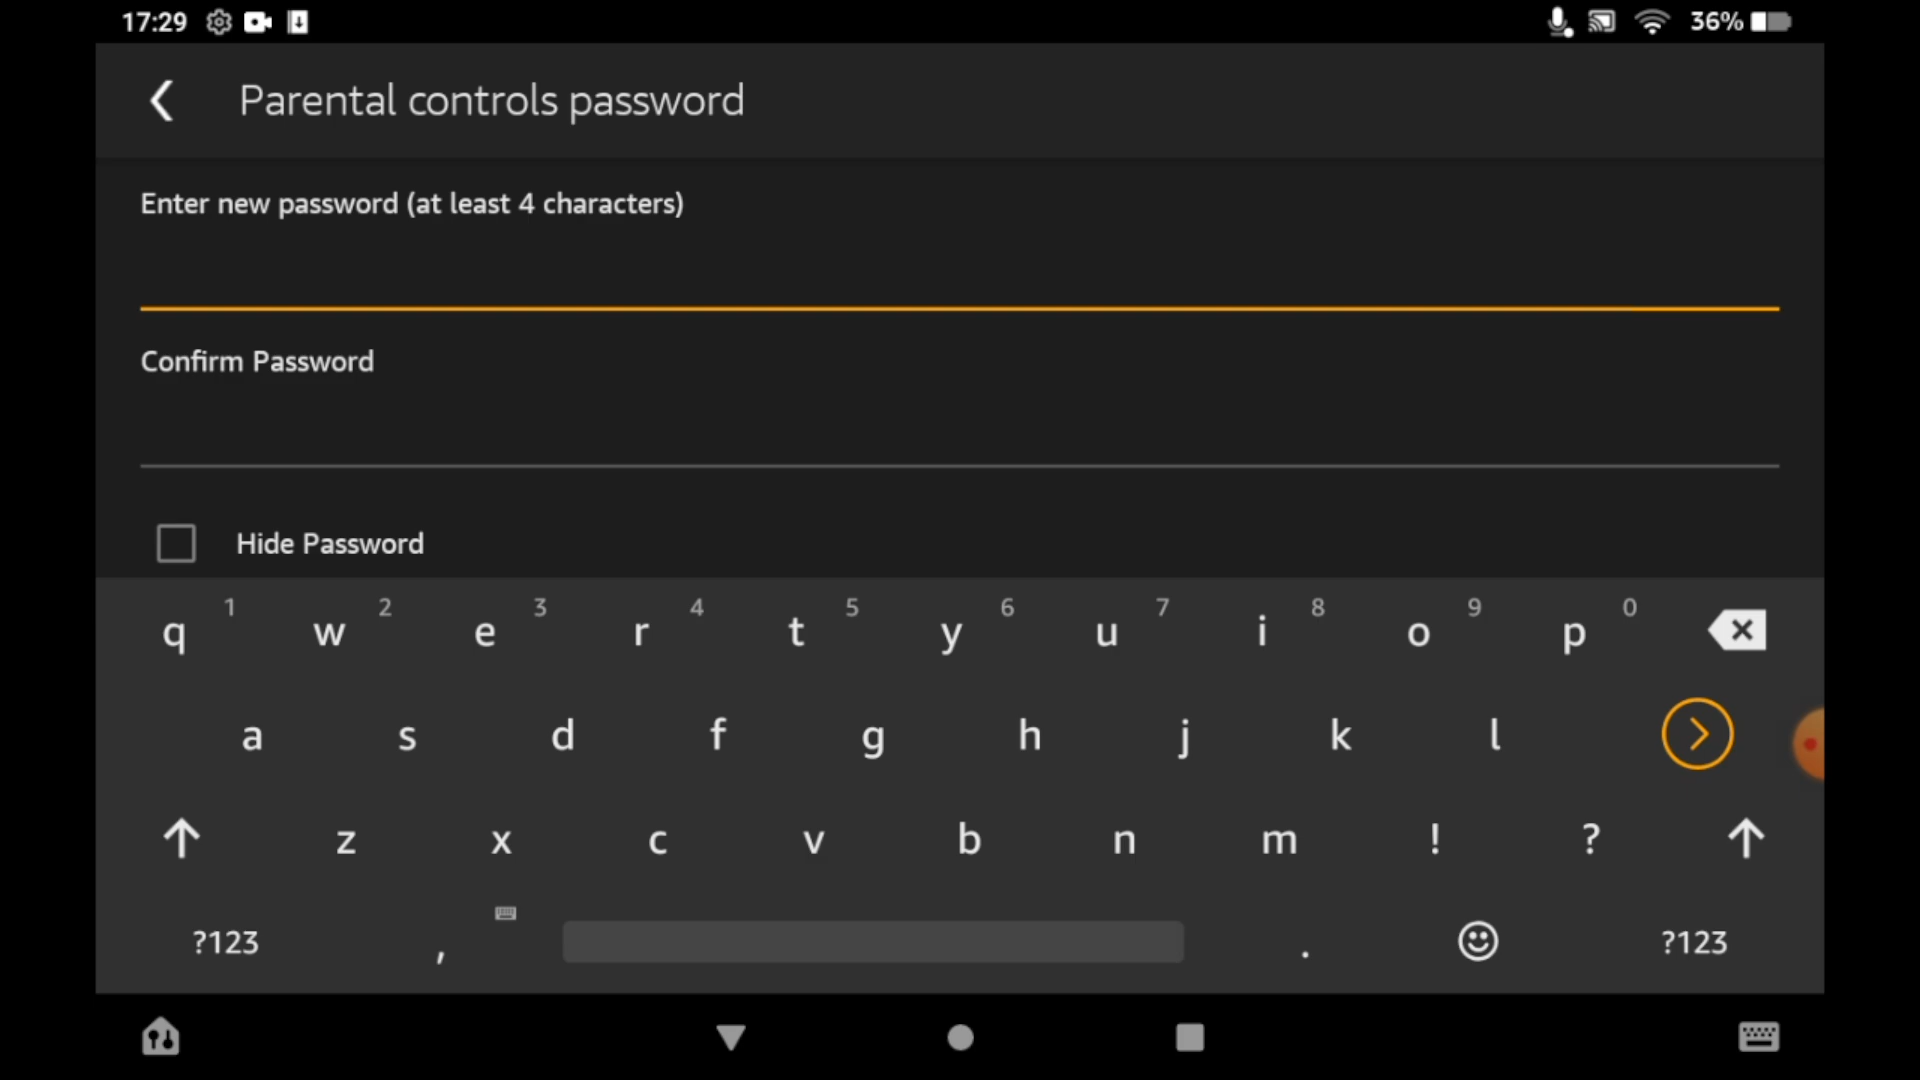 17:29 36%
Parental controls password
Enter new password (at least 4 characters)
Confirm Password
Hide Password
1 2 3 4 5 6 7 8 9 0
q w e r t y u i o p
a s d f g h j k l
z x c v b n m ! ?
?123 , . ?123